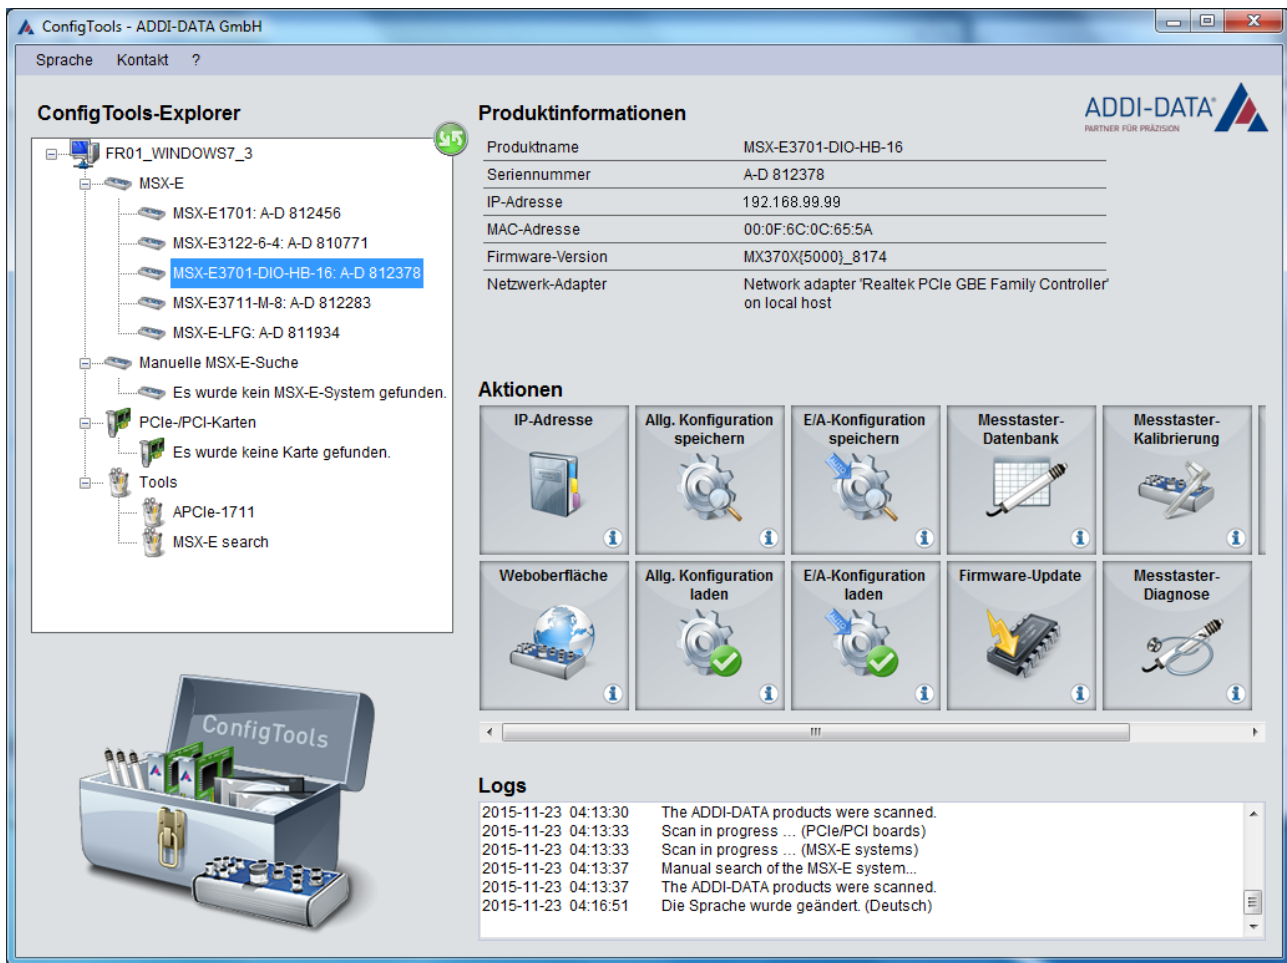 ConfigTools - ADDI-DATA GmbH
Sprache Kontakt ?
ConfigTools-Explorer
FR01_WINDOWS7_3
MSX-E
MSX-E1701: A-D 812456
MSX-E3122-6-4: A-D 810771
MSX-E3701-DIO-HB-16: A-D 812378
MSX-E3711-M-8: A-D 812283
MSX-E-LFG: A-D 811934
Manuelle MSX-E-Suche
Es wurde kein MSX-E-System gefunden.
PCIe-/PCI-Karten
Es wurde keine Karte gefunden.
Tools
APCIe-1711
MSX-E search
ConfigTools
Produktinformationen
ADDI-DATA
PARTNER FÜR PRÄZISION
Produktname MSX-E3701-DIO-HB-16
Seriennummer A-D 812378
IP-Adresse 192.168.99.99
MAC-Adresse 00:0F:6C:0C:65:5A
Firmware-Version MX370X{5000}_8174
Netzwerk-Adapter Network adapter 'Realtek PCIe GBE Family Controller'
on local host
Aktionen
IP-Adresse
Allg. Konfiguration
speichern
E/A-Konfiguration
speichern
Messtaster-
Datenbank
Messtaster-
Kalibrierung
Weboberfläche
Allg. Konfiguration
laden
E/A-Konfiguration
laden
Firmware-Update
Messtaster-
Diagnose
Logs
2015-11-23 04:13:30 The ADDI-DATA products were scanned.
2015-11-23 04:13:33 Scan in progress ... (PCIe/PCI boards)
2015-11-23 04:13:33 Scan in progress ... (MSX-E systems)
2015-11-23 04:13:37 Manual search of the MSX-E system...
2015-11-23 04:13:37 The ADDI-DATA products were scanned.
2015-11-23 04:16:51 Die Sprache wurde geändert. (Deutsch)